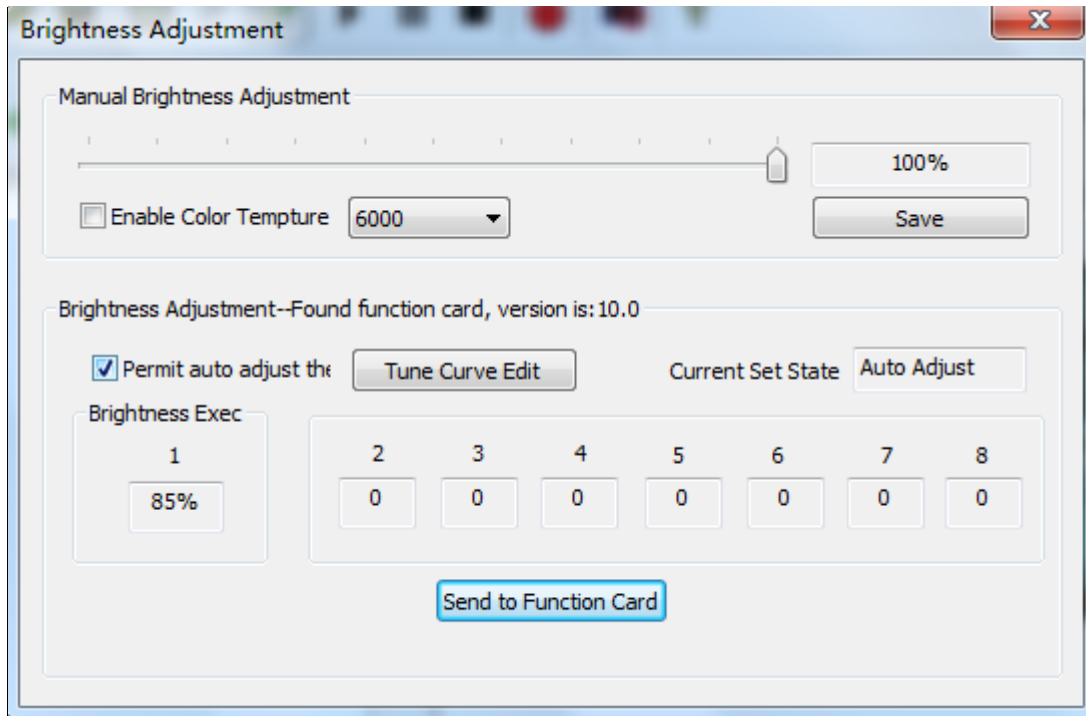 Brightness Adjustment
Manual Brightness Adjustment
100%
Enable Color Tempture 6000 Save
Brightness Adjustment--Found function card, version is:10.0
Permit auto adjust the Tune Curve Edit Current Set State Auto Adjust
Brightness Exec
1 2 3 4 5 6 7 8
85% 0 0 0 0 0 0 0
Send to Function Card